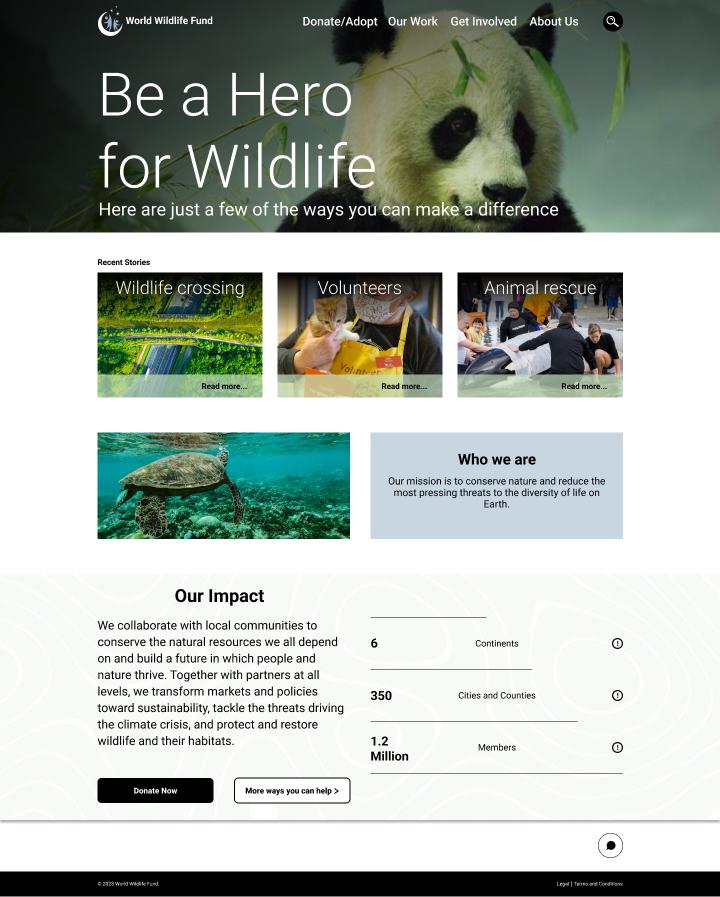 World Wildlife Fund
Donate/Adopt Our Work Get Involved About Us
Be a Hero
for Wildlife
Here are just a few of the ways you can make a difference
Recent Stories
Wildlife crossing
Read more...
Volunteers
Volunteer
Read more...
Animal rescue
Read more...
Who we are
Our mission is to conserve nature and reduce the
most pressing threats to the diversity of life on
Earth.
Our Impact
We collaborate with local communities to
conserve the natural resources we all depend
on and build a future in which people and
nature thrive. Together with partners at all
levels, we transform markets and policies
toward sustainability, tackle the threats driving
the climate crisis, and protect and restore
wildlife and their habitats.
Donate Now
More ways you can help >
6 Continents
350 Cities and Counties
1.2
Million
Members
© 2023 World Wildlife Fund.
Legal | Terms and Conditions